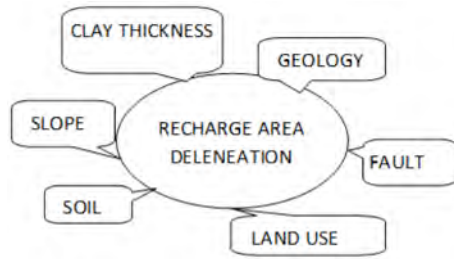 CLAY THICKNESS
GEOLOGY
SLOPE
RECHARGE AREA
DELENEATION
FAULT
SOIL
LAND USE